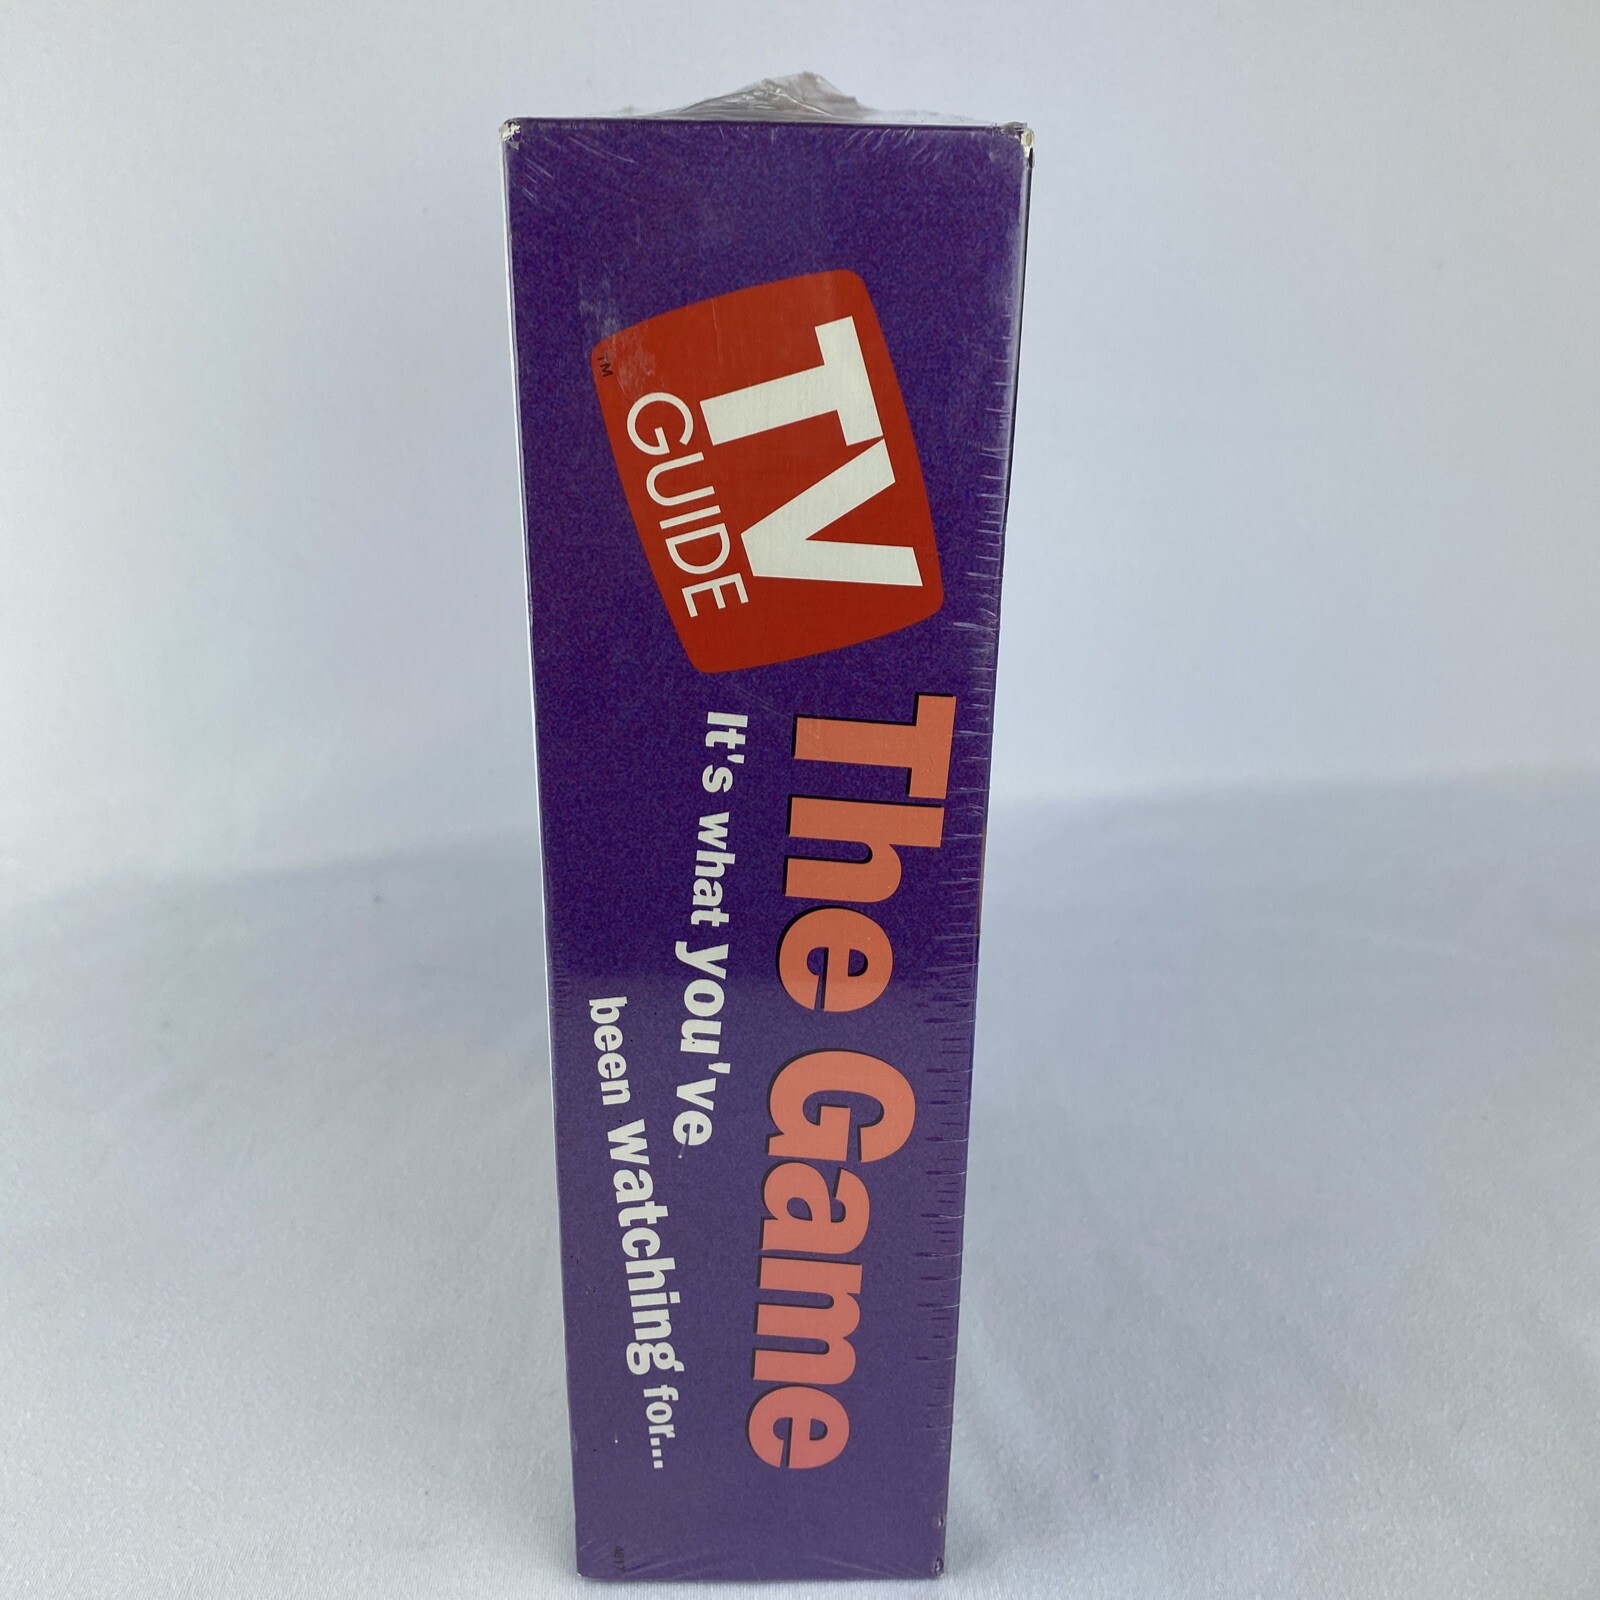 TV
GUIDE
TM
The Game
It's what you've
been watching for...